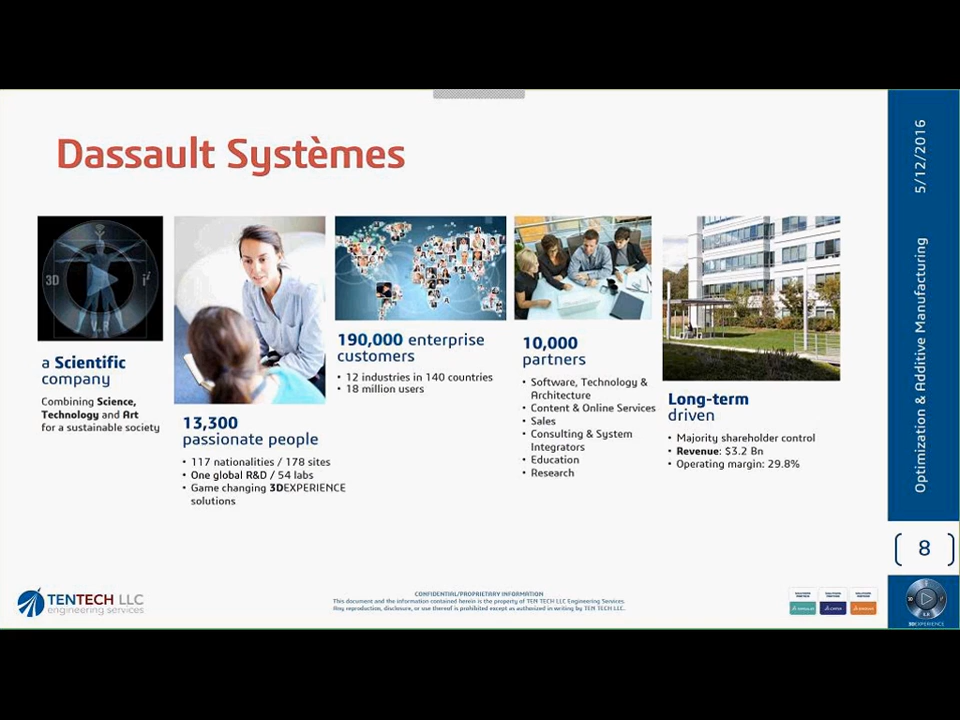 Dassault Systèmes
3D
i²
a Scientific
company
Combining Science,
Technology and Art
for a sustainable society
13,300
passionate people
• 117 nationalities / 178 sites
• One global R&D / 54 labs
• Game changing 3DEXPERIENCE
solutions
190,000 enterprise
customers
• 12 industries in 140 countries
• 18 million users
10,000
partners
• Software, Technology &
Architecture
• Content & Online Services
• Sales
• Consulting & System
Integrators
• Education
• Research
Long-term
driven
• Majority shareholder control
• Revenue: $3.2 Bn
• Operating margin: 29.8%
5/12/2016
Optimization & Additive Manufacturing
8
TENTECH LLC
engineering services
CONFIDENTIAL/PROPRIETARY INFORMATION
This document and the information contained herein is the property of TEN TECH LLC Engineering Services.
Any reproduction, disclosure, or use thereof is prohibited except as authorized in writing by TEN TECH LLC.
3DEXPERIENCE